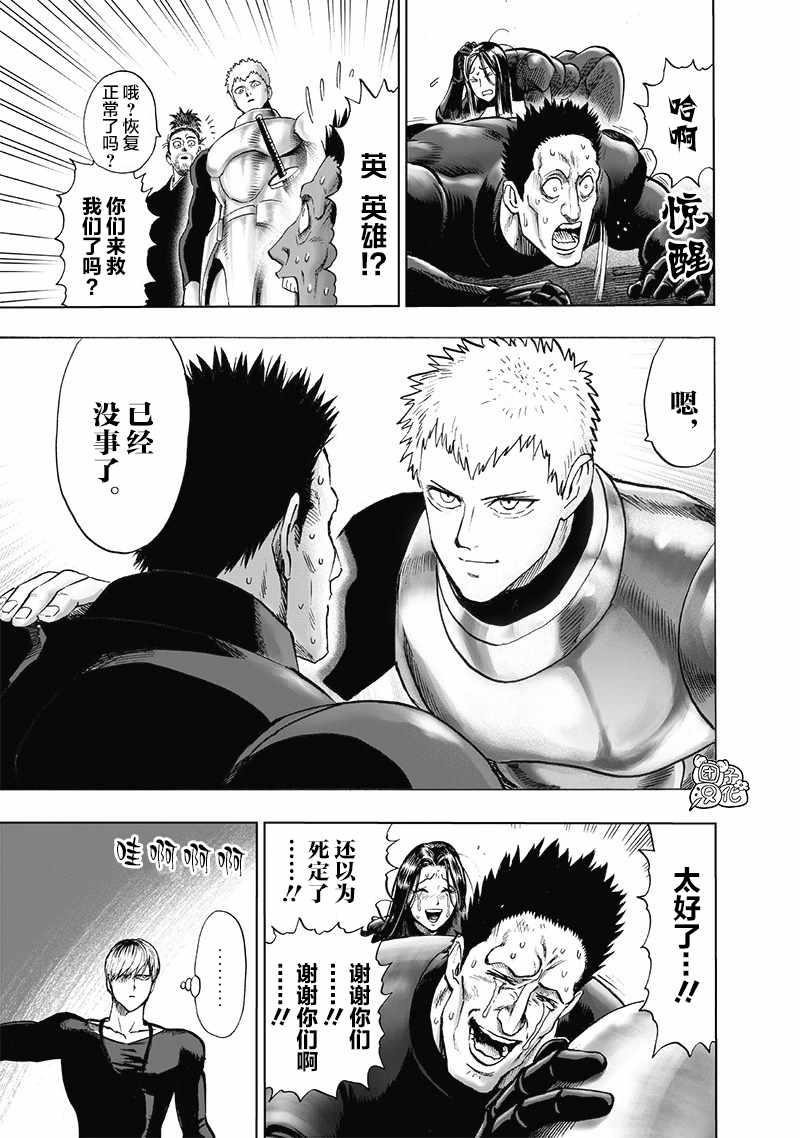 哈啊
惊醒
英 英雄!?
哦？恢复
正常了吗？
你们来救
我们了吗？
嗯，
已经
没事了。
太好了…!!
还以为
死定了
……!!
谢谢你们
……!!
谢谢你们啊
……!!
……
哇啊啊啊
团子
汉化